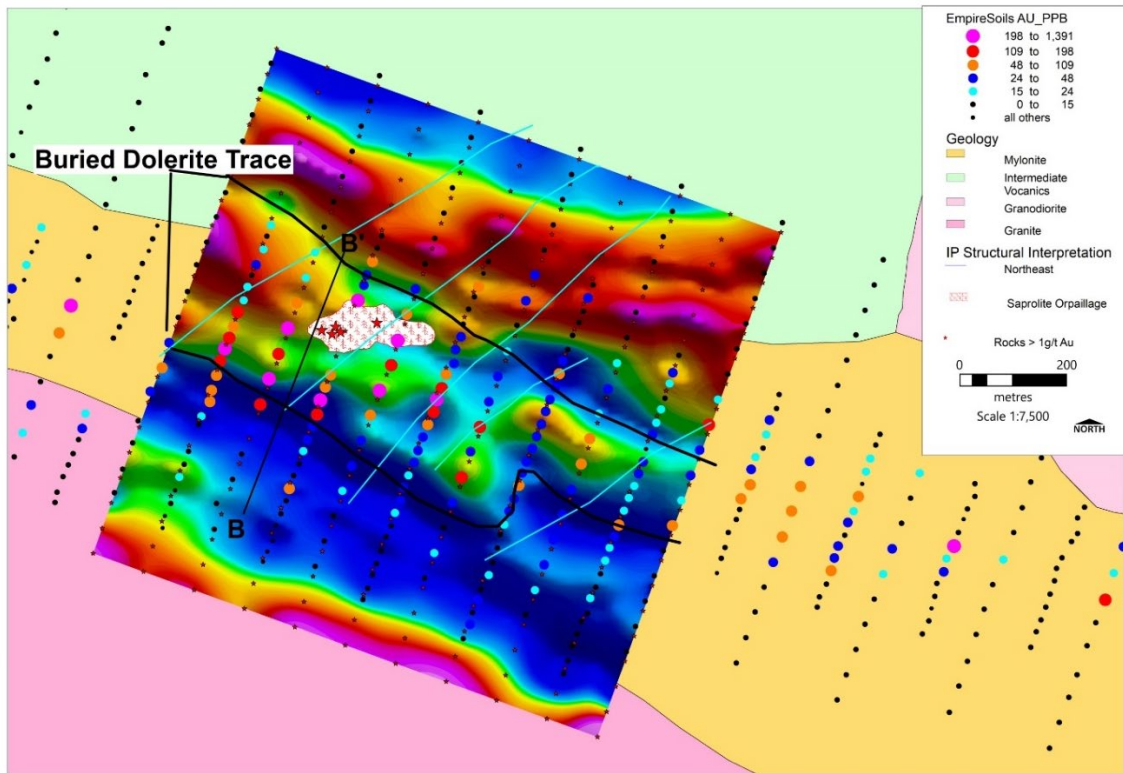 EmpireSoils AU_PPB
198 to 1,391
109 to 198
48 to 109
24 to 48
15 to 24
0 to 15
all others
Geology
Mylonite
Intermediate
Vocanics
Granodiorite
Granite
IP Structural Interpretation
Northeast
Saprolite Orpaillage
Rocks > 1g/t Au
0 200
metres
Scale 1:7,500
NORTH
Buried Dolerite Trace
B'
B